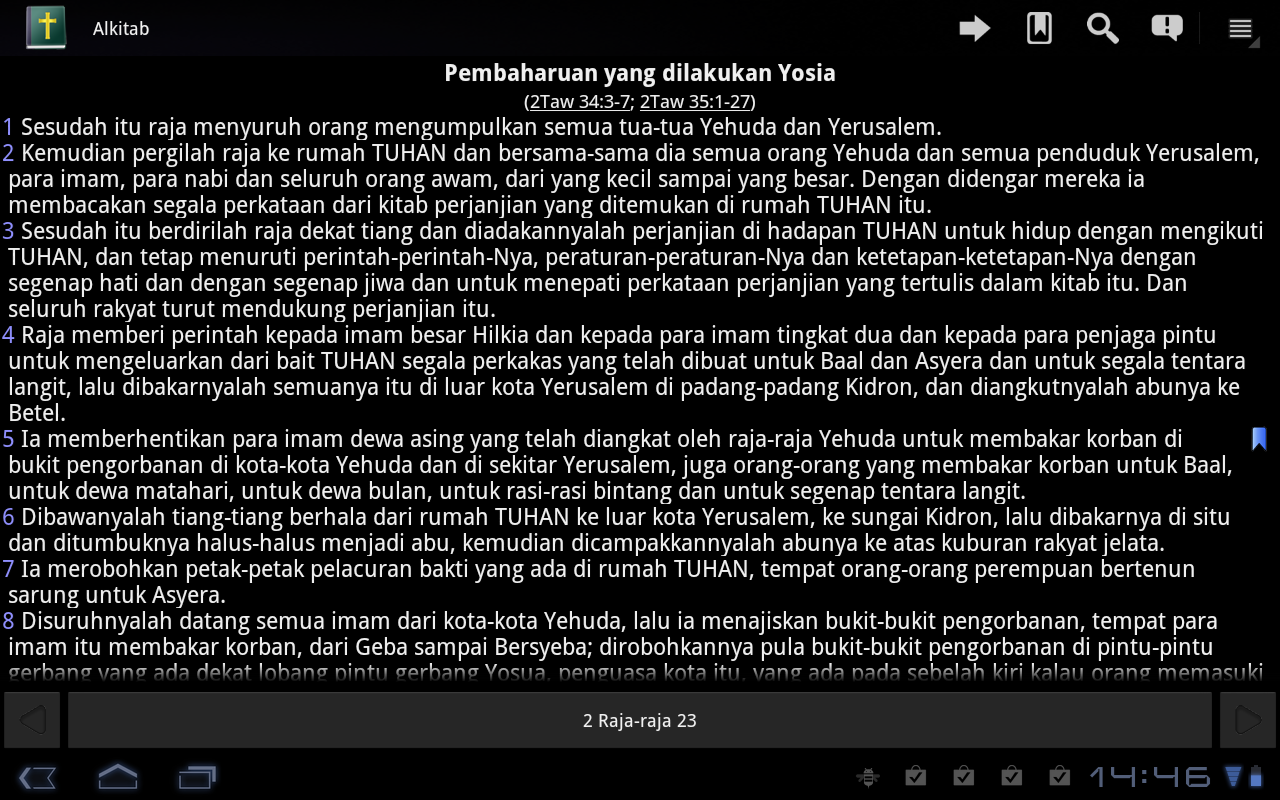 Alkitab
Pembaharuan yang dilakukan Yosia
(2Taw 34:3-7; 2Taw 35:1-27)
1 Sesudah itu raja menyuruh orang mengumpulkan semua tua-tua Yehuda dan Yerusalem.
2 Kemudian pergilah raja ke rumah TUHAN dan bersama-sama dia semua orang Yehuda dan semua penduduk Yerusalem,
para imam, para nabi dan seluruh orang awam, dari yang kecil sampai yang besar. Dengan didengar mereka ia
membacakan segala perkataan dari kitab perjanjian yang ditemukan di rumah TUHAN itu.
3 Sesudah itu berdirilah raja dekat tiang dan diadakannyalah perjanjian di hadapan TUHAN untuk hidup dengan mengikuti
TUHAN, dan tetap menuruti perintah-perintah-Nya, peraturan-peraturan-Nya dan ketetapan-ketetapan-Nya dengan
segenap hati dan dengan segenap jiwa dan untuk menepati perkataan perjanjian yang tertulis dalam kitab itu. Dan
seluruh rakyat turut mendukung perjanjian itu.
4 Raja memberi perintah kepada imam besar Hilkia dan kepada para imam tingkat dua dan kepada para penjaga pintu
untuk mengeluarkan dari bait TUHAN segala perkakas yang telah dibuat untuk Baal dan Asyera dan untuk segala tentara
langit, lalu dibakarnyalah semuanya itu di luar kota Yerusalem di padang-padang Kidron, dan diangkutnyalah abunya ke
Betel.
5 Ia memberhentikan para imam dewa asing yang telah diangkat oleh raja-raja Yehuda untuk membakar korban di
bukit pengorbanan di kota-kota Yehuda dan di sekitar Yerusalem, juga orang-orang yang membakar korban untuk Baal,
untuk dewa matahari, untuk dewa bulan, untuk rasi-rasi bintang dan untuk segenap tentara langit.
6 Dibawanyalah tiang-tiang berhala dari rumah TUHAN ke luar kota Yerusalem, ke sungai Kidron, lalu dibakarnya di situ
dan ditumbuknya halus-halus menjadi abu, kemudian dicampakkannyalah abunya ke atas kuburan rakyat jelata.
7 Ia merobohkan petak-petak pelacuran bakti yang ada di rumah TUHAN, tempat orang-orang perempuan bertenun
sarung untuk Asyera.
8 Disuruhnyalah datang semua imam dari kota-kota Yehuda, lalu ia menajiskan bukit-bukit pengorbanan, tempat para
imam itu membakar korban, dari Geba sampai Bersyeba; dirobohkannya pula bukit-bukit pengorbanan di pintu-pintu
gerbang yang ada dekat lobang pintu gerbang Yosua, penguasa kota itu, yang ada pada sebelah kiri kalau orang memasuki
2 Raja-raja 23
14:46